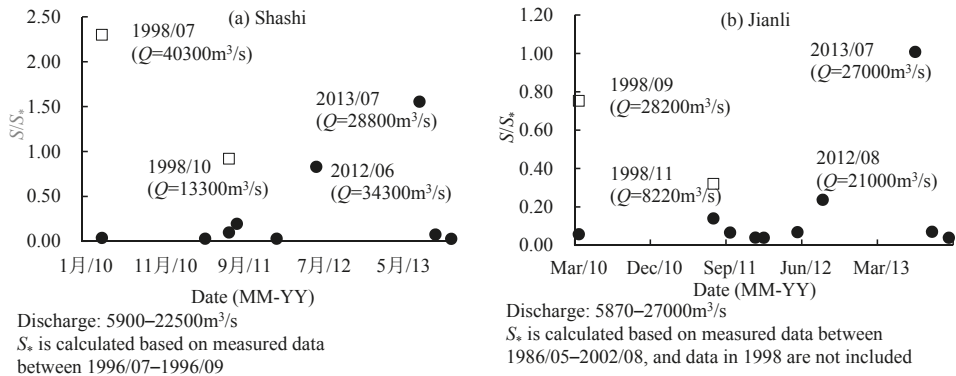 (a) Shashi
2.50
2.00
1.50
1.00
0.50
0.00
S/S*
1998/07
(Q=40300m³/s)
2013/07
(Q=28800m³/s)
1998/10
(Q=13300m³/s)
2012/06
(Q=34300m³/s)
1月/10 11月/10 9月/11 7月/12 5月/13
Date (MM-YY)
Discharge: 5900–22500m³/s
S* is calculated based on measured data
between 1996/07–1996/09
(b) Jianli
1.20
1.00
0.80
0.60
0.40
0.20
0.00
S/S*
2013/07
(Q=27000m³/s)
1998/09
(Q=28200m³/s)
1998/11
(Q=8220m³/s)
2012/08
(Q=21000m³/s)
Mar/10 Dec/10 Sep/11 Jun/12 Mar/13
Date (MM-YY)
Discharge: 5870–27000m³/s
S* is calculated based on measured data between
1986/05–2002/08, and data in 1998 are not included